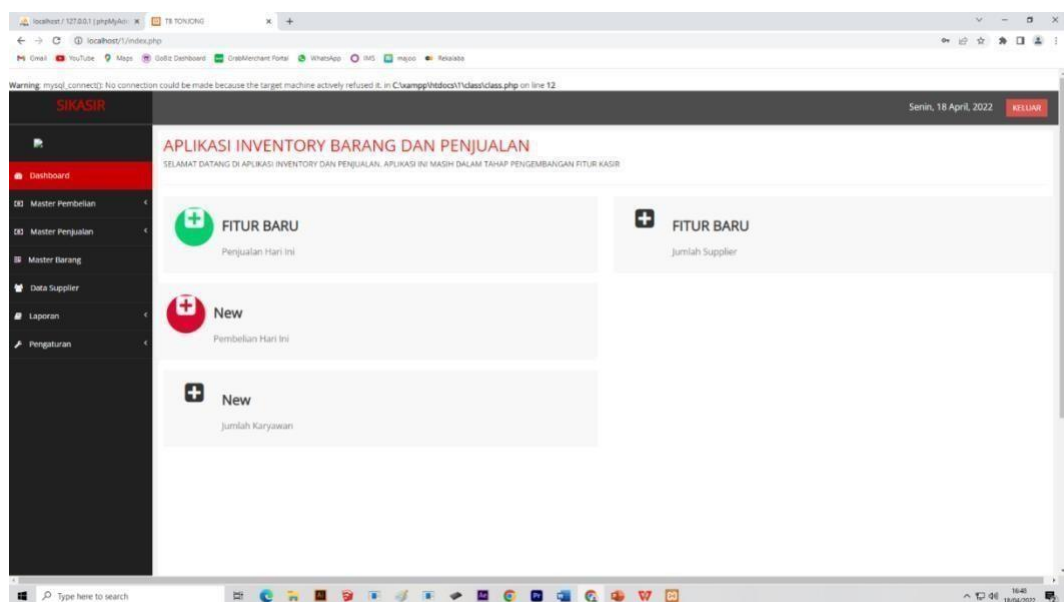 localhost / 127.0.0.1 | phpMyAdm
TB TONJONG
localhost/1/index.php
Gmail YouTube Maps GoBiz Dashboard GrabMerchant Portal WhatsApp IMS majoo Rekalaba
Warning: mysql_connect(): No connection could be made because the target machine actively refused it. in C:\xampp\htdocs\1\class\class.php on line 12
SIKASIR
Senin, 18 April, 2022
KELUAR
Dashboard
Master Pembelian
Master Penjualan
Master Barang
Data Supplier
Laporan
Pengaturan
APLIKASI INVENTORY BARANG DAN PENJUALAN
SELAMAT DATANG DI APLIKASI INVENTORY DAN PENJUALAN. APLIKASI INI MASIH DALAM TAHAP PENGEMBANGAN FITUR KASIR
FITUR BARU
Penjualan Hari Ini
FITUR BARU
Jumlah Supplier
New
Pembelian Hari Ini
New
Jumlah Karyawan
Type here to search
16:48
18/04/2022